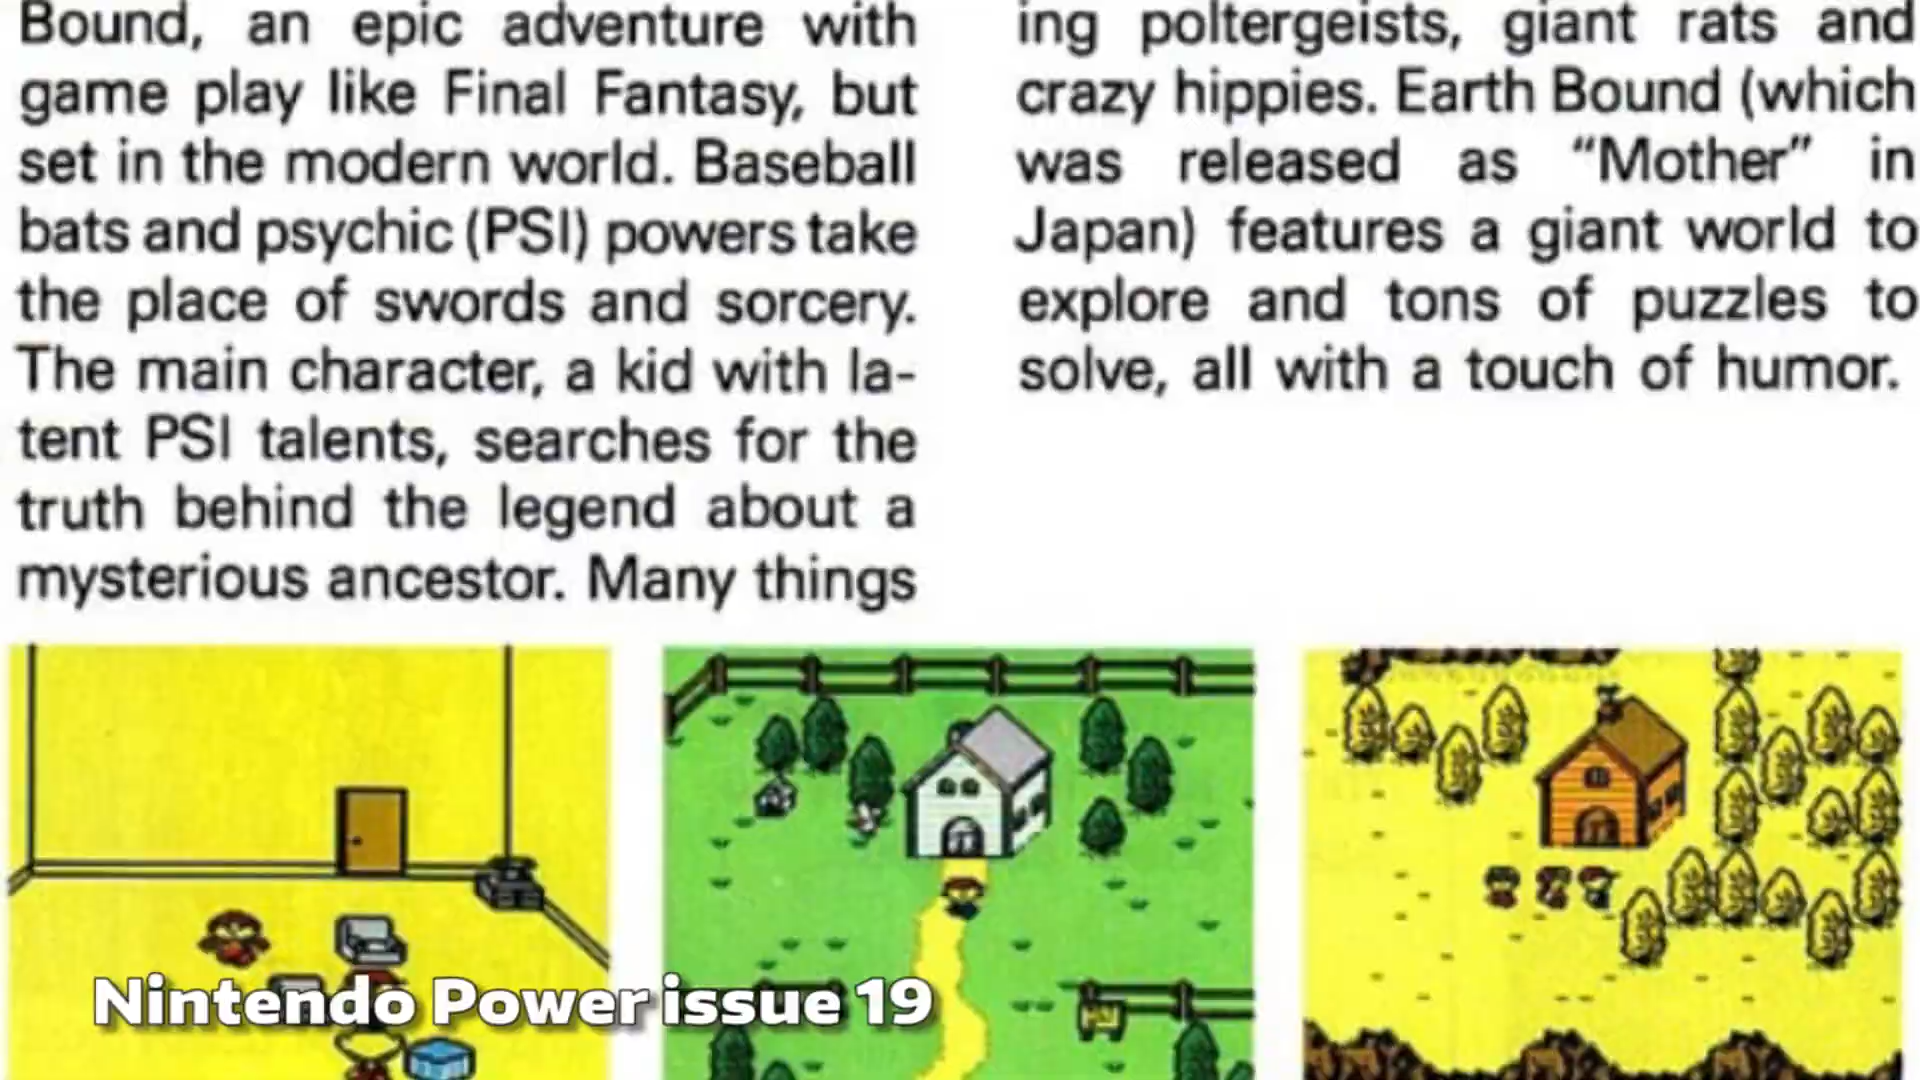 Bound, an epic adventure with
game play like Final Fantasy, but
set in the modern world. Baseball
bats and psychic (PSI) powers take
the place of swords and sorcery.
The main character, a kid with la-
tent PSI talents, searches for the
truth behind the legend about a
mysterious ancestor. Many things
ing poltergeists, giant rats and
crazy hippies. Earth Bound (which
was released as “Mother” in
Japan) features a giant world to
explore and tons of puzzles to
solve, all with a touch of humor.
Nintendo Power issue 19